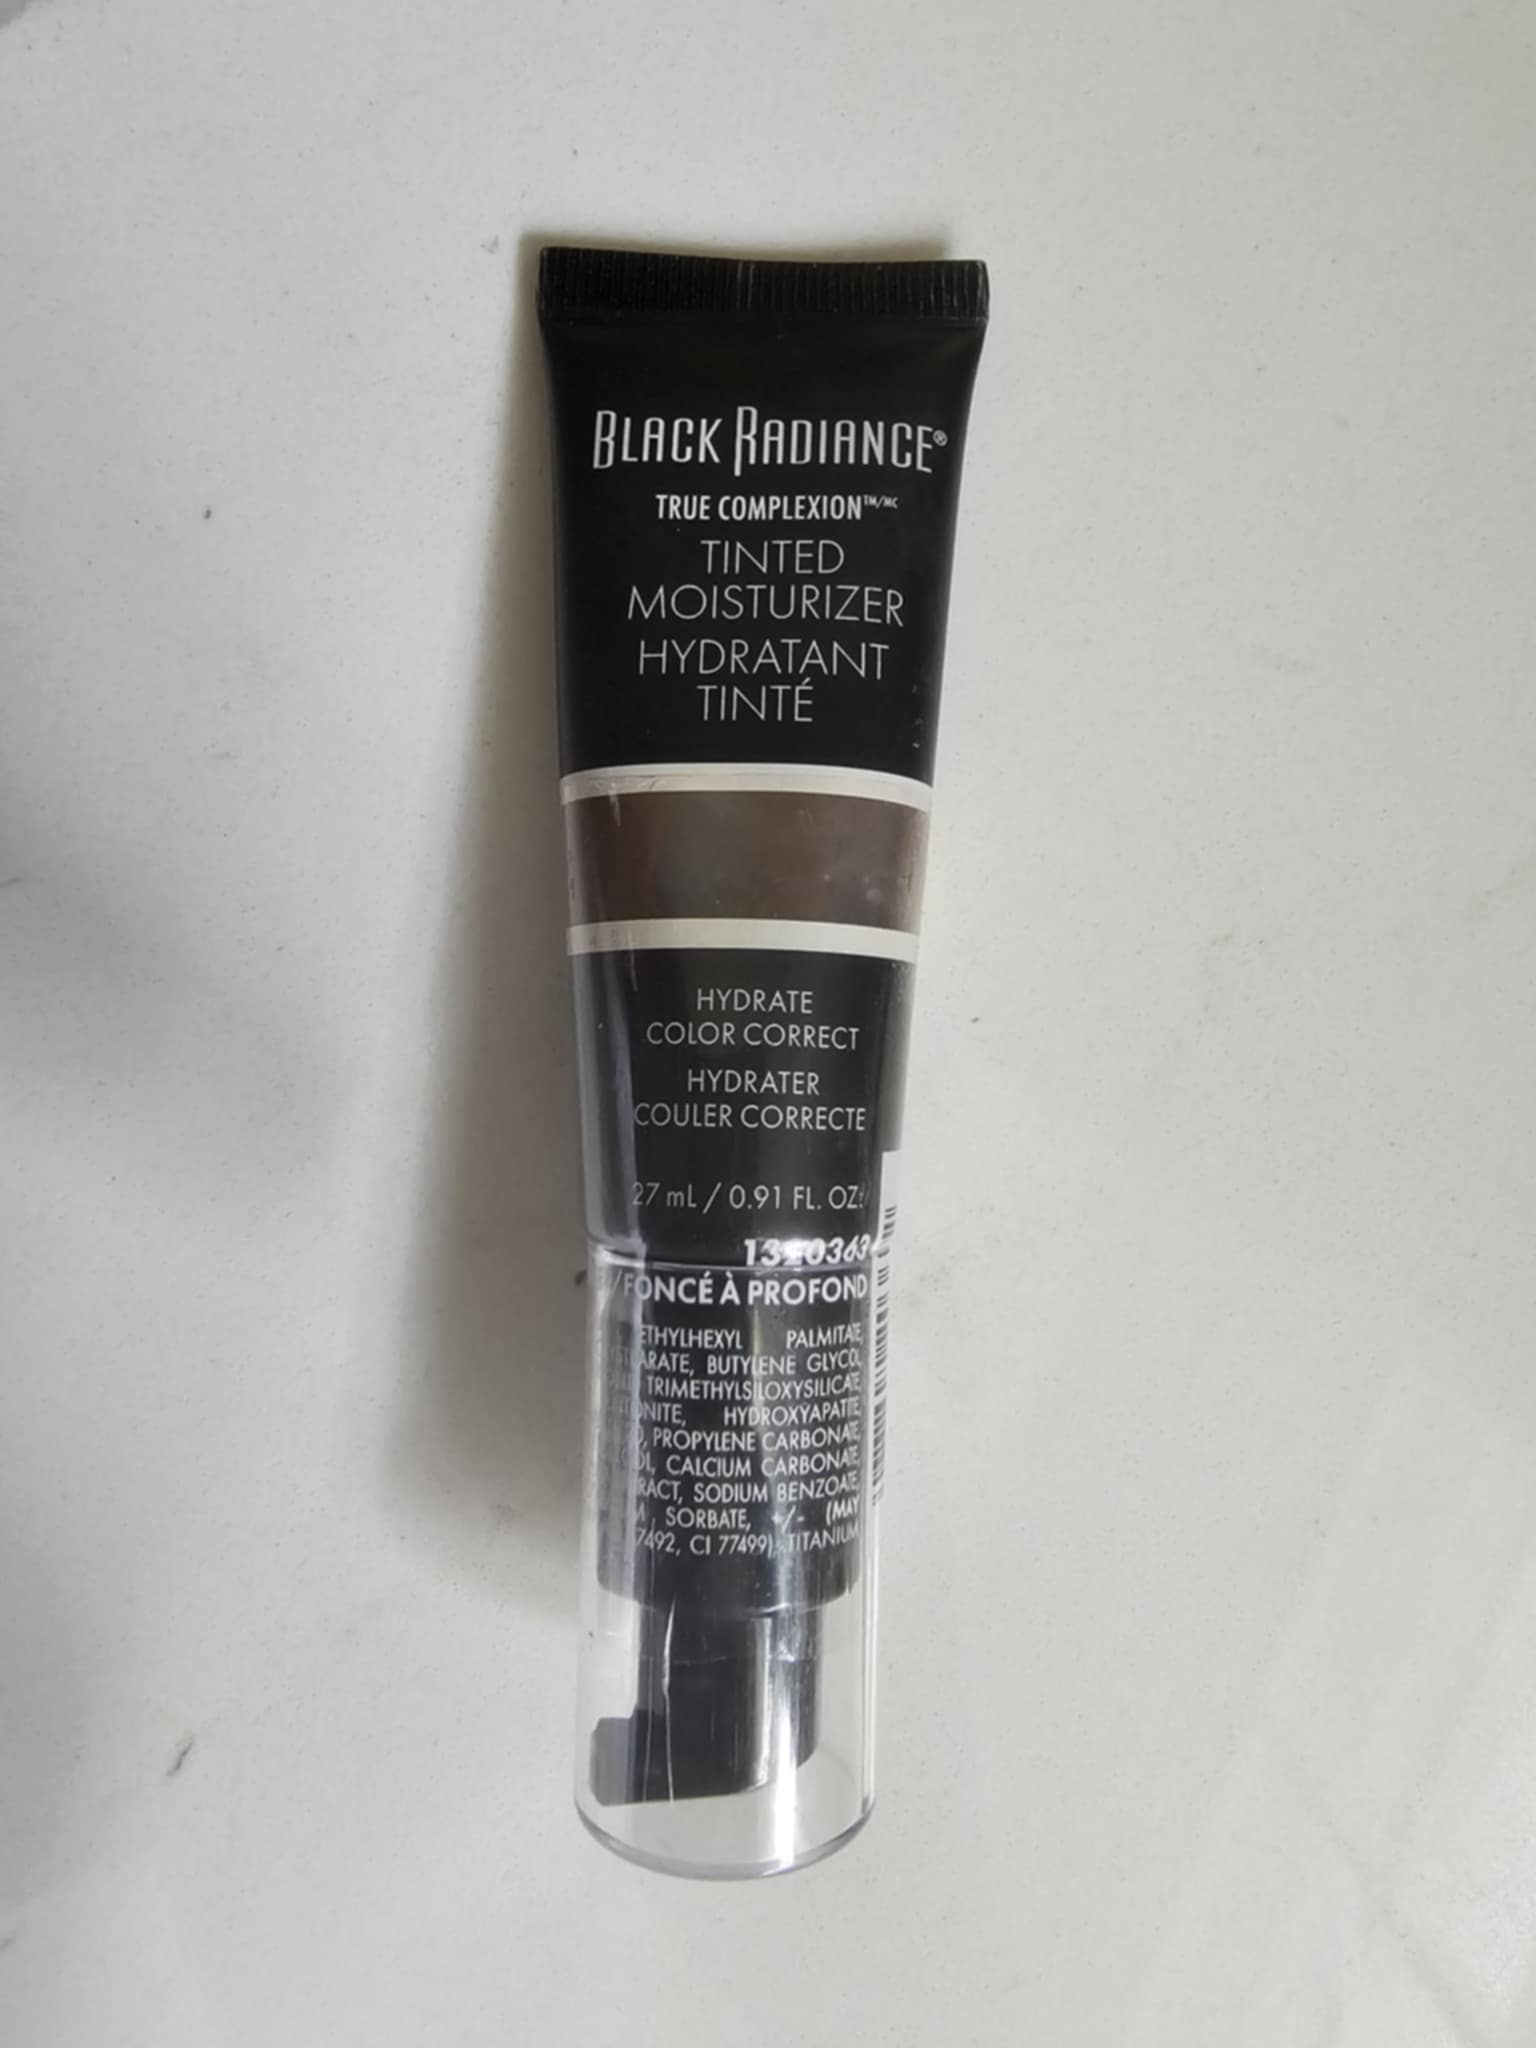 BLACK RADIANCE®
TRUE COMPLEXION™/MC
TINTED
MOISTURIZER
HYDRATANT
TINTÉ
HYDRATE
COLOR CORRECT
HYDRATER
COULER CORRECTE
27 mL / 0.91 FL. OZ.
/FONCÉ À PROFOND
ETHYLHEXYL PALMITATE,
BUTYLENE GLYCOL,
TRIMETHYLSILOXYSILICATE,
HYDROXYAPATITE,
PROPYLENE CARBONATE,
CALCIUM CARBONATE,
SODIUM BENZOATE,
SORBATE, +/- (MAY
CI 77499), TITANIUM